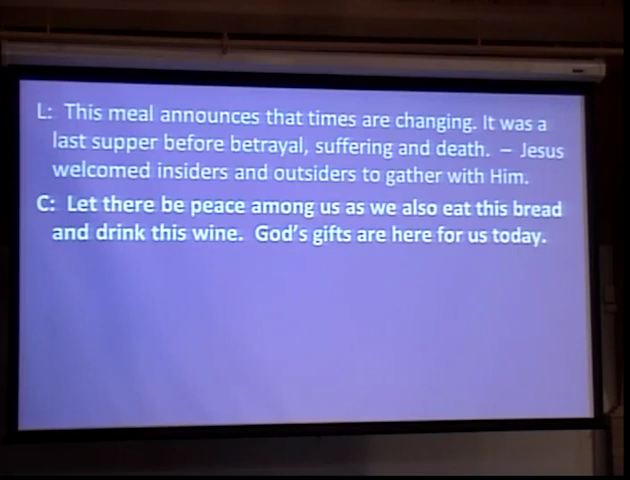 L: This meal announces that times are changing. It was a
last supper before betrayal, suffering and death. – Jesus
welcomed insiders and outsiders to gather with Him.
C: Let there be peace among us as we also eat this bread
and drink this wine. God's gifts are here for us today.